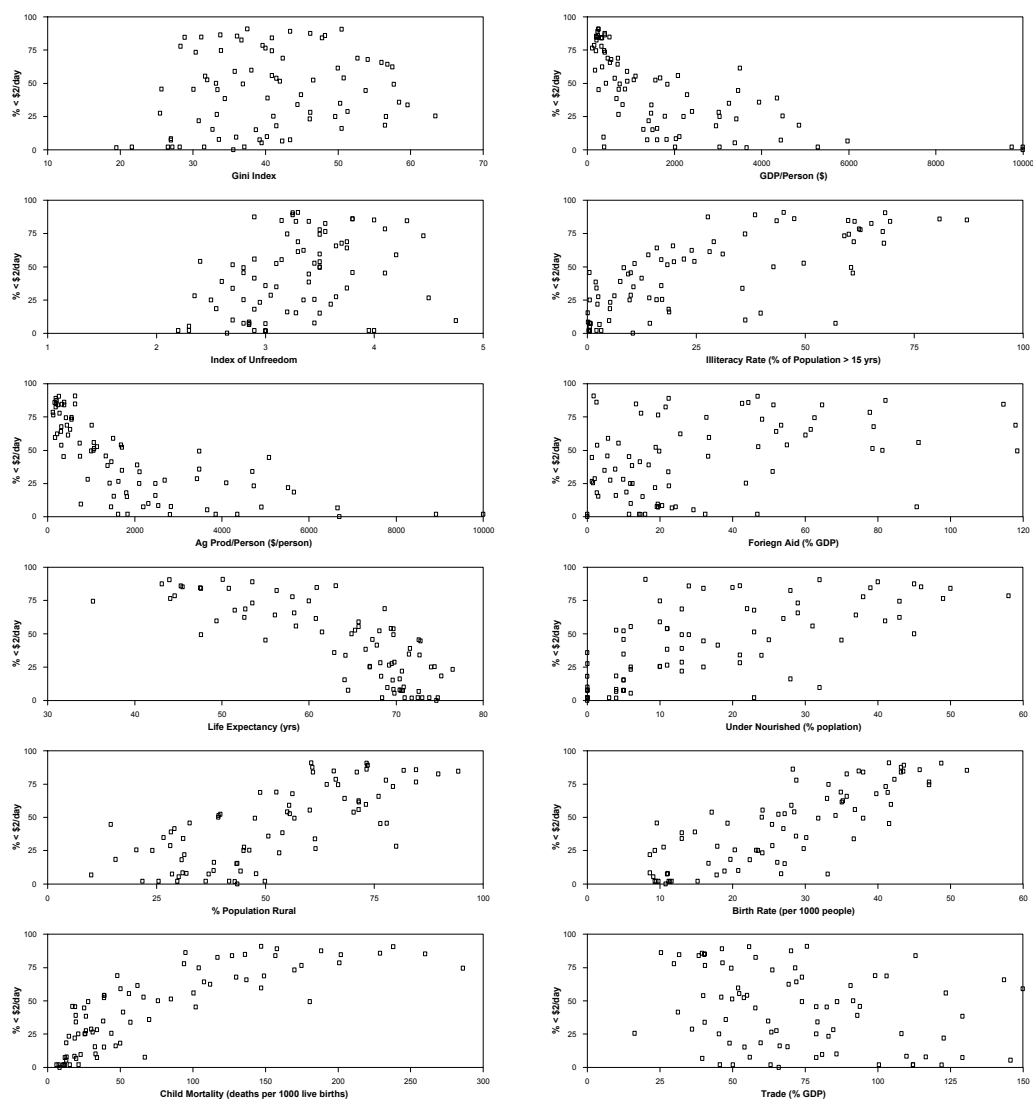 % < $2/day
100
75
50
25
0
10 20 30 40 50 60 70
Gini Index
% < $2/day
100
75
50
25
0
0 2000 4000 6000 8000 10000
GDP/Person ($)
% < $2/day
100
75
50
25
0
1 2 3 4 5
Index of Unfreedom
% < $2/day
100
75
50
25
0
0 25 50 75 100
Illiteracy Rate (% of Population > 15 yrs)
% < $2/day
100
75
50
25
0
0 2000 4000 6000 8000 10000
Ag Prod/Person ($/person)
% < $2/day
100
75
50
25
0
0 20 40 60 80 100 120
Foriegn Aid (% GDP)
% < $2/day
100
75
50
25
0
30 40 50 60 70 80
Life Expectancy (yrs)
% < $2/day
100
75
50
25
0
0 10 20 30 40 50 60
Under Nourished (% poplation)
% < $2/day
100
75
50
25
0
0 25 50 75 100
% Population Rural
% < $2/day
100
75
50
25
0
0 10 20 30 40 50 60
Birth Rate (per 1000 people)
% < $2/day
100
75
50
25
0
0 50 100 150 200 250 300
Child Mortality (deaths per 1000 live births)
% < $2/day
100
75
50
25
0
0 25 50 75 100 125 150
Trade (% GDP)